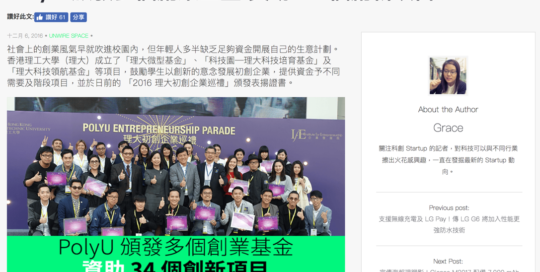 讚好此文:
讚好 61
分享
十二月 6, 2016 • UNWIRE SPACE •
社會上的創業風氣早就吹進校園內，但年輕人多半缺乏足夠資金開展自己的生意計劃。
香港理工大學（理大）成立了「理大微型基金」、「科技園─理大科技培育基金」及
「理大科技領航基金」等項目，鼓勵學生以創新的意念發展初創企業，提供資金予不同
需要及階段項目，並於日前的 「2016 理大初創企業巡禮」頒發表揚證書。
POLYU ENTREPRENEURSHIP PARADE
理大初創企業巡禮
PolyU 頒發多個創業基金
資助 34 個創新項目
About the Author
Grace
關注科創 Startup 的記者，對科技可以與不同行業
擦出火花感興趣，一直在發掘最新的 Startup 動
向。
Previous post:
支援無線充電及 LG Pay！傳 LG G6 將加入性能更
強防水技術
Next Post: